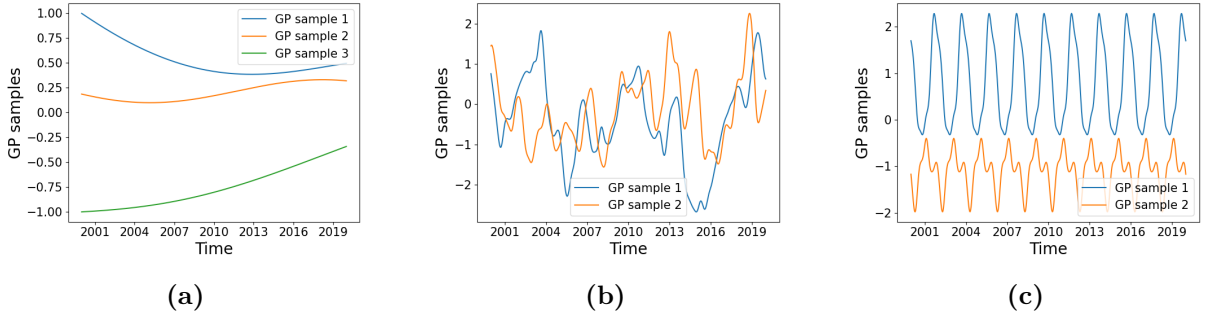 GP samples
1.00
0.75
0.50
0.25
0.00
−0.25
−0.50
−0.75
−1.00
GP sample 1
GP sample 2
GP sample 3
2001 2004 2007 2010 2013 2016 2019
Time
(a)
GP samples
2
1
0
−1
−2
GP sample 1
GP sample 2
2001 2004 2007 2010 2013 2016 2019
Time
(b)
GP samples
2
1
0
−1
−2
GP sample 1
GP sample 2
2001 2004 2007 2010 2013 2016 2019
Time
(c)